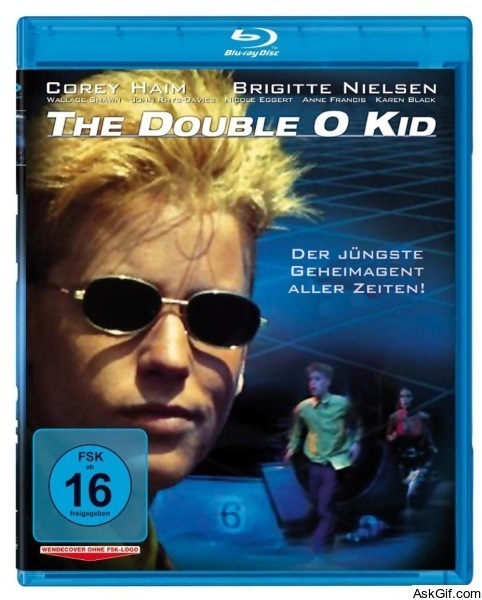 Blu-ray Disc™
COREY HAIM BRIGITTE NIELSEN
WALLACE SHAWN JOHN RHYS-DAVIES NICOLE EGGERT ANNE FRANCIS KAREN BLACK
THE DOUBLE O KID
DER JÜNGSTE
GEHEIMAGENT
ALLER ZEITEN!
6
FSK
ab
16
freigegeben
WENDECOVER OHNE FSK-LOGO
AskGif.com